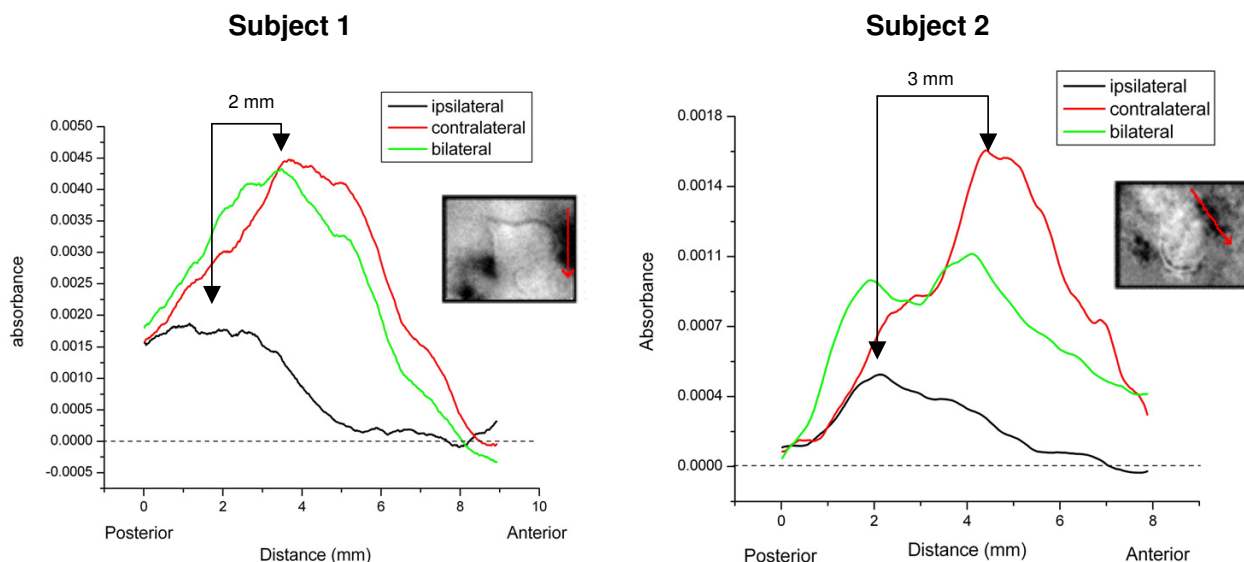 Subject 1
2 mm
ipsilateral
contralateral
bilateral
0.0050
0.0045
0.0040
0.0035
0.0030
0.0025
0.0020
0.0015
0.0010
0.0005
0.0000
-0.0005
absorbance
0 2 4 6 8 10
Posterior Anterior
Distance (mm)
Subject 2
3 mm
ipsilateral
contralateral
bilateral
0.0018
0.0014
0.0011
0.0007
0.0004
0.0000
Absorbance
0 2 4 6 8
Posterior Distance (mm) Anterior